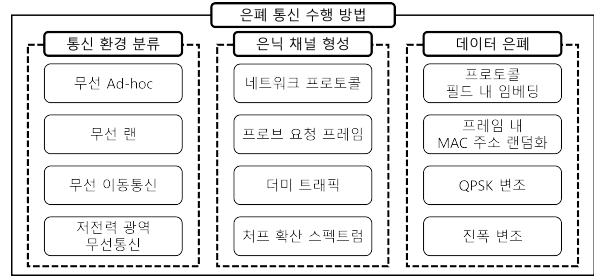 은폐 통신 수행 방법
통신 환경 분류
무선 Ad-hoc
무선 랜
무선 이동통신
저전력 광역
무선통신
은닉 채널 형성
네트워크 프로토콜
프로브 요청 프레임
더미 트래픽
처프 확산 스펙트럼
데이터 은폐
프로토콜
필드 내 임베딩
프레임 내
MAC 주소 랜덤화
QPSK 변조
진폭 변조